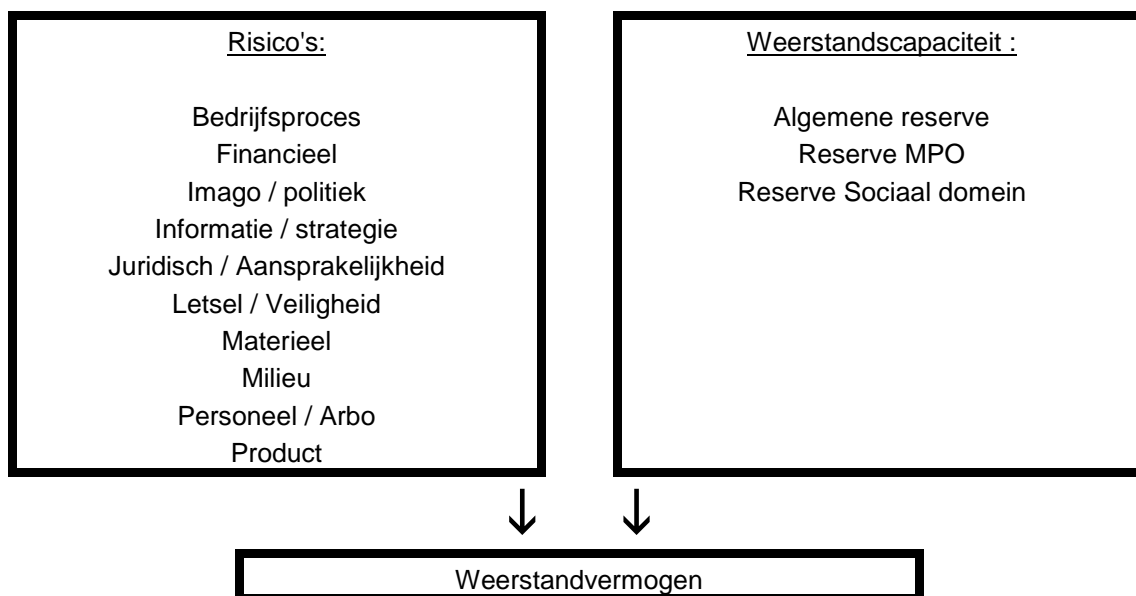 Risico's:
Bedrijfsproces
Financieel
Imago / politiek
Informatie / strategie
Juridisch / Aansprakelijkheid
Letsel / Veiligheid
Materieel
Milieu
Personeel / Arbo
Product
Weerstandscapaciteit :
Algemene reserve
Reserve MPO
Reserve Sociaal domein
Weerstandvermogen